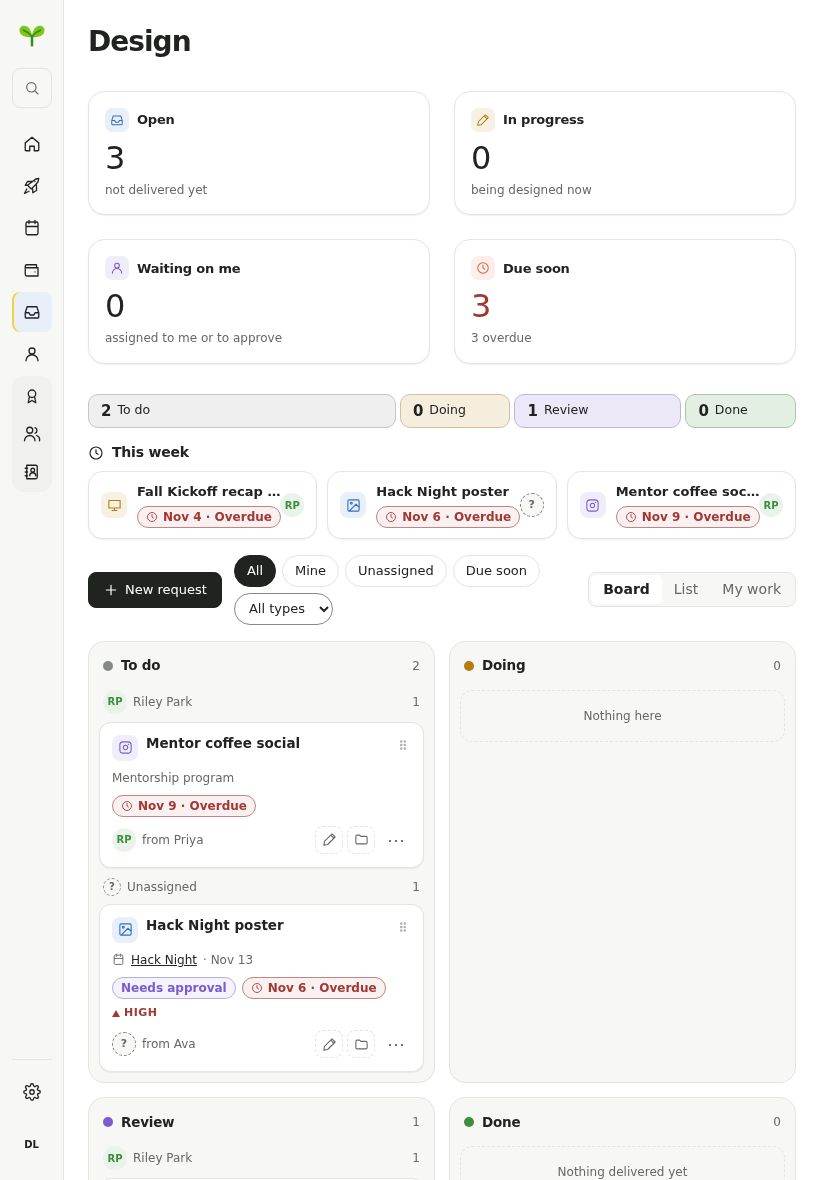 Design
Open
3
not delivered yet
In progress
0
being designed now
Waiting on me
0
assigned to me or to approve
Due soon
3
3 overdue
2 To do
0 Doing
1 Review
0 Done
This week
Fall Kickoff recap …
Nov 4 · Overdue
RP
Hack Night poster
Nov 6 · Overdue
?
Mentor coffee soc…
Nov 9 · Overdue
RP
New request
All
Mine
Unassigned
Due soon
All types
Board
List
My work
To do 2
RP Riley Park 1
Mentor coffee social
Mentorship program
Nov 9 · Overdue
RP from Priya
? Unassigned 1
Hack Night poster
Hack Night · Nov 13
Needs approval
Nov 6 · Overdue
HIGH
? from Ava
Doing 0
Nothing here
Review 1
RP Riley Park 1
Done 0
Nothing delivered yet
DL